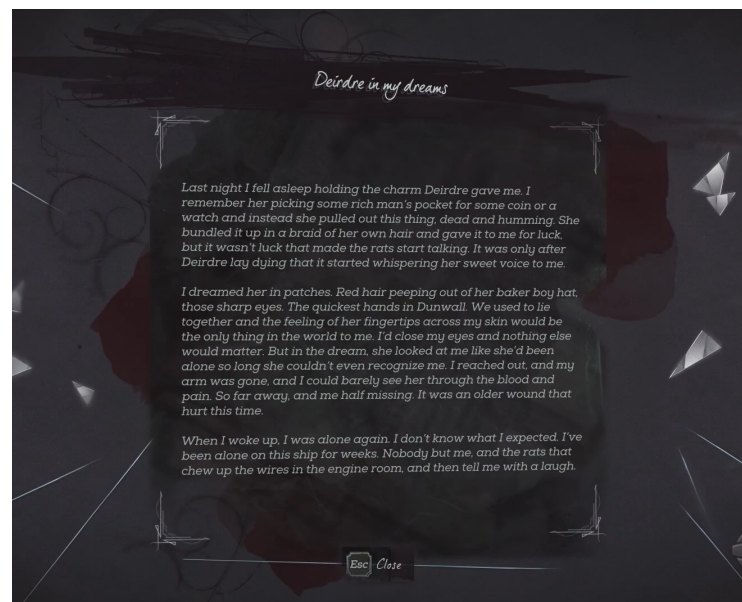 Deirdre in my dreams
Last night I fell asleep holding the charm Deirdre gave me. I
remember her picking some rich man's pocket for some coin or a
watch and instead she pulled out this thing, dead and humming. She
bundled it up in a braid of her own hair and gave it to me for luck,
but it wasn't luck that made the rats start talking. It was only after
Deirdre lay dying that it started whispering her sweet voice to me.
I dreamed her in patches. Red hair peeping out of her baker boy hat,
those sharp eyes. The quickest hands in Dunwall. We used to lie
together and the feeling of her fingertips across my skin would be
the only thing in the world to me. I'd close my eyes and nothing else
would matter. But in the dream, she looked at me like she'd been
alone so long she couldn't even recognize me. I reached out, and my
arm was gone, and I could barely see her through the blood and
pain. So far away, and me half missing. It was an older wound that
hurt this time.
When I woke up, I was alone again. I don't know what I expected. I've
been alone on this ship for weeks. Nobody but me, and the rats that
chew up the wires in the engine room, and then tell me with a laugh.
Esc Close